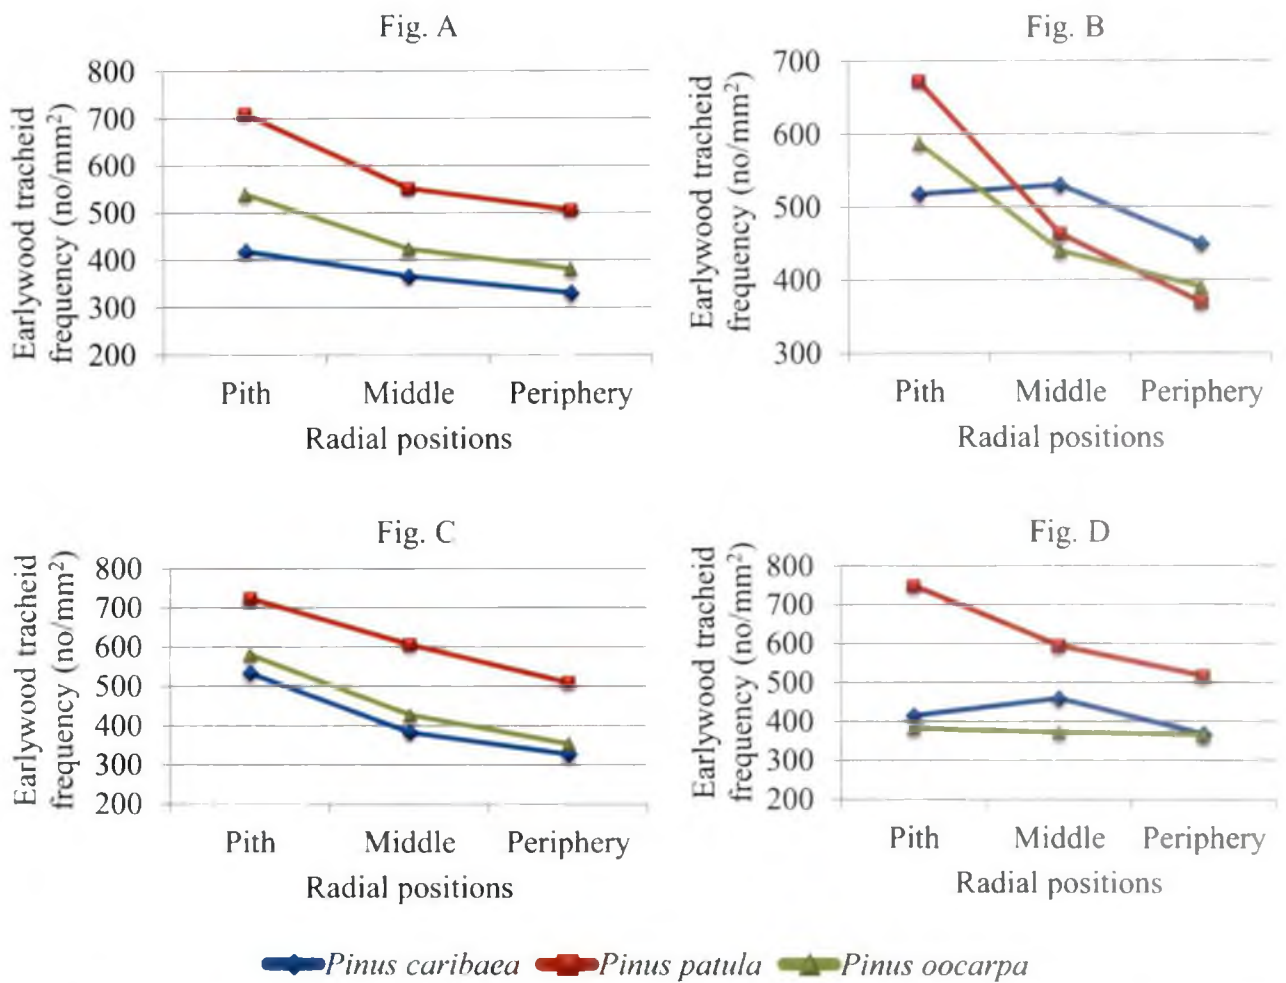 Fig. A
Earlywood tracheid
frequency (no/mm²)
800
700
600
500
400
300
200
Pith Middle Periphery
Radial positions
Fig. B
Earlywood tracheid
frequency (no/mm²)
700
600
500
400
300
Pith Middle Periphery
Radial positions
Fig. C
Earlywood tracheid
frequency (no/mm²)
800
700
600
500
400
300
200
Pith Middle Periphery
Radial positions
Fig. D
Earlywood tracheid
frequency (no/mm²)
800
700
600
500
400
300
200
Pith Middle Periphery
Radial positions
Pinus caribaea Pinus patula Pinus oocarpa